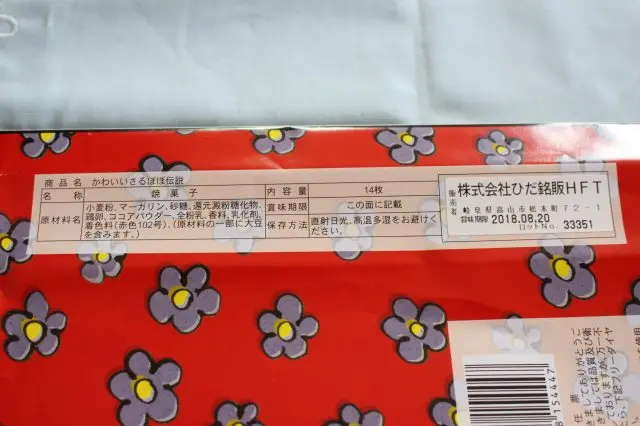 商品名 かわいいさるぼぼ伝説
名称 焼菓子 内容量 14枚
原材料名 小麦粉、マーガリン、砂糖、還元澱粉糖化物、
鶏卵、ココアパウダー、全粉乳、乳化剤、
着色料(赤色102号)、(原材料の一部に大豆
を含みます。)
賞味期限 この面に記載
保存方法 直射日光、高温多湿をお避けく
ださい。
販売者 株式会社ひだ銘販HFT
岐阜県高山市松本町72-1
賞味期限 2018.08.20
ロットNo. 33351
8154447